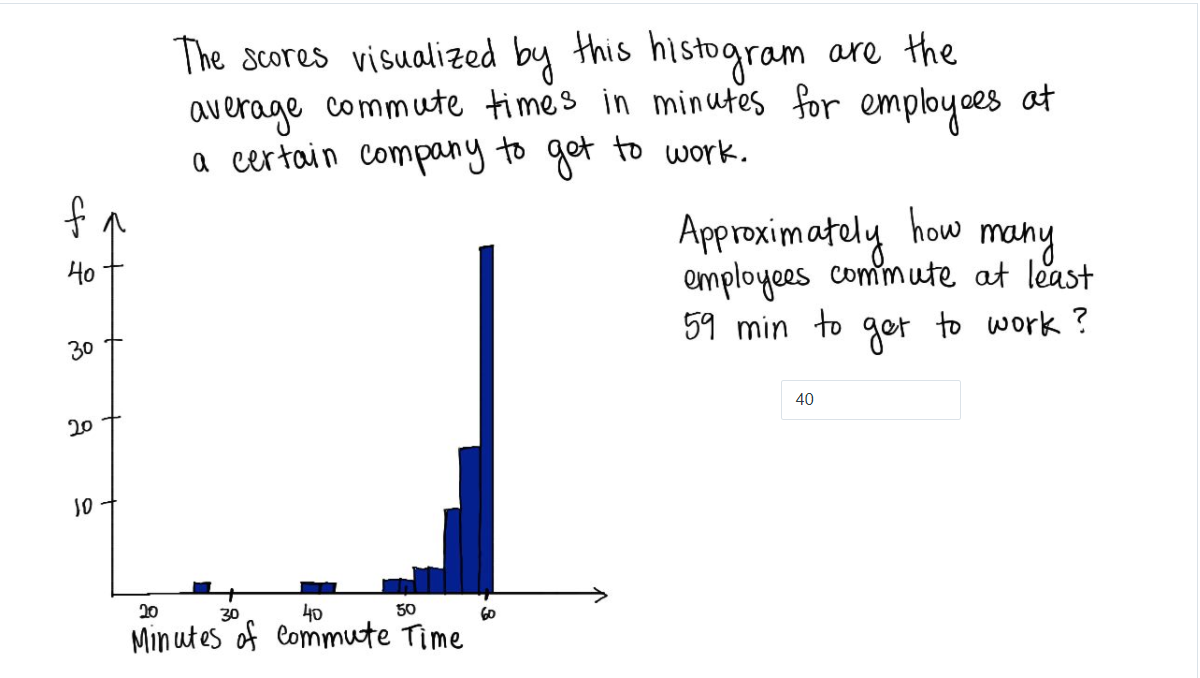 The scores visualized by this histogram are the
average commute times in minutes for employees at
a certain company to get to work.
f
40
30
20
10
20 30 40 50 60
Minutes of Commute Time
Approximately how many
employees commute at least
59 min to get to work?
40